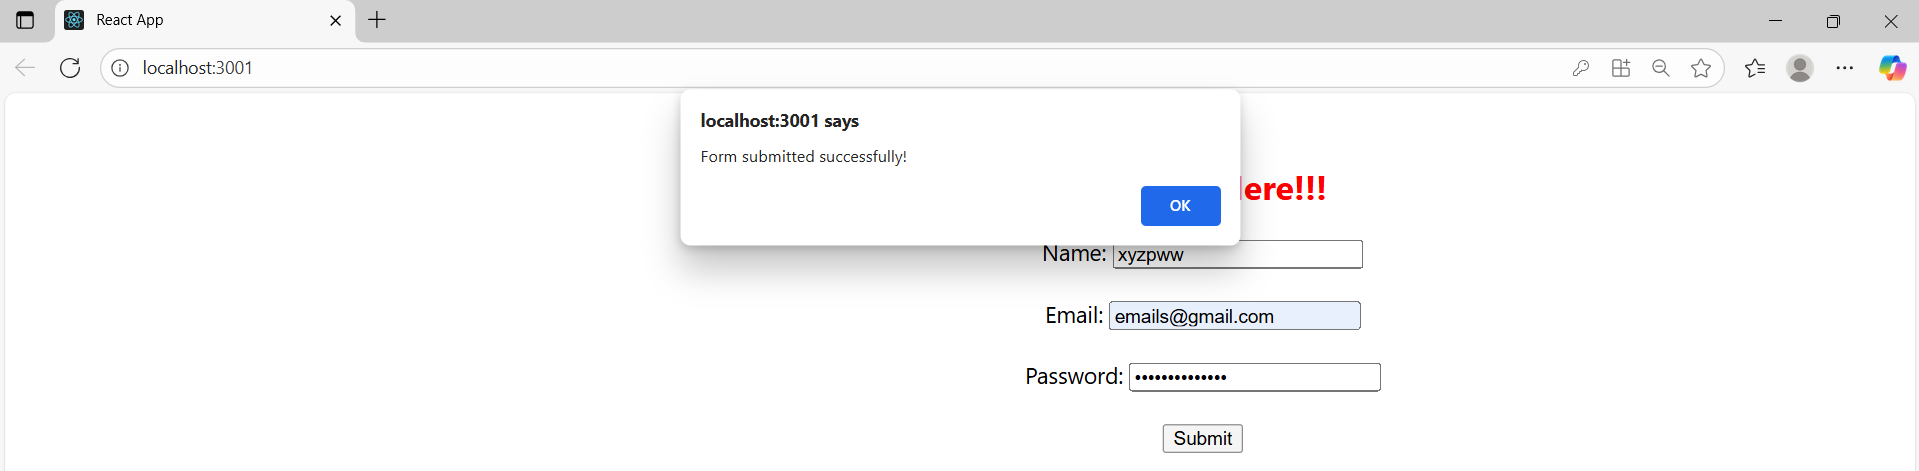 React App
localhost:3001
localhost:3001 says
Form submitted successfully!
OK
ere!!!
Name: xyzpww
Email: emails@gmail.com
Password: ••••••••••••••
Submit